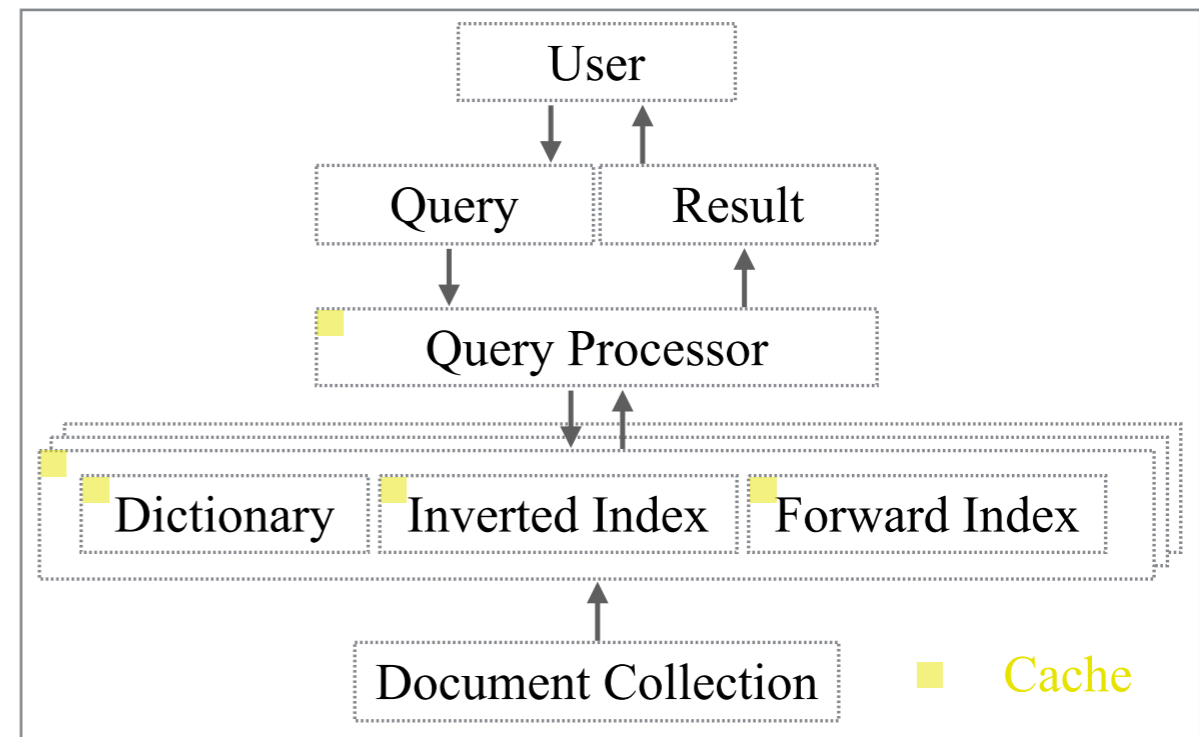 User
Query
Result
Query Processor
Dictionary
Inverted Index
Forward Index
Document Collection
Cache